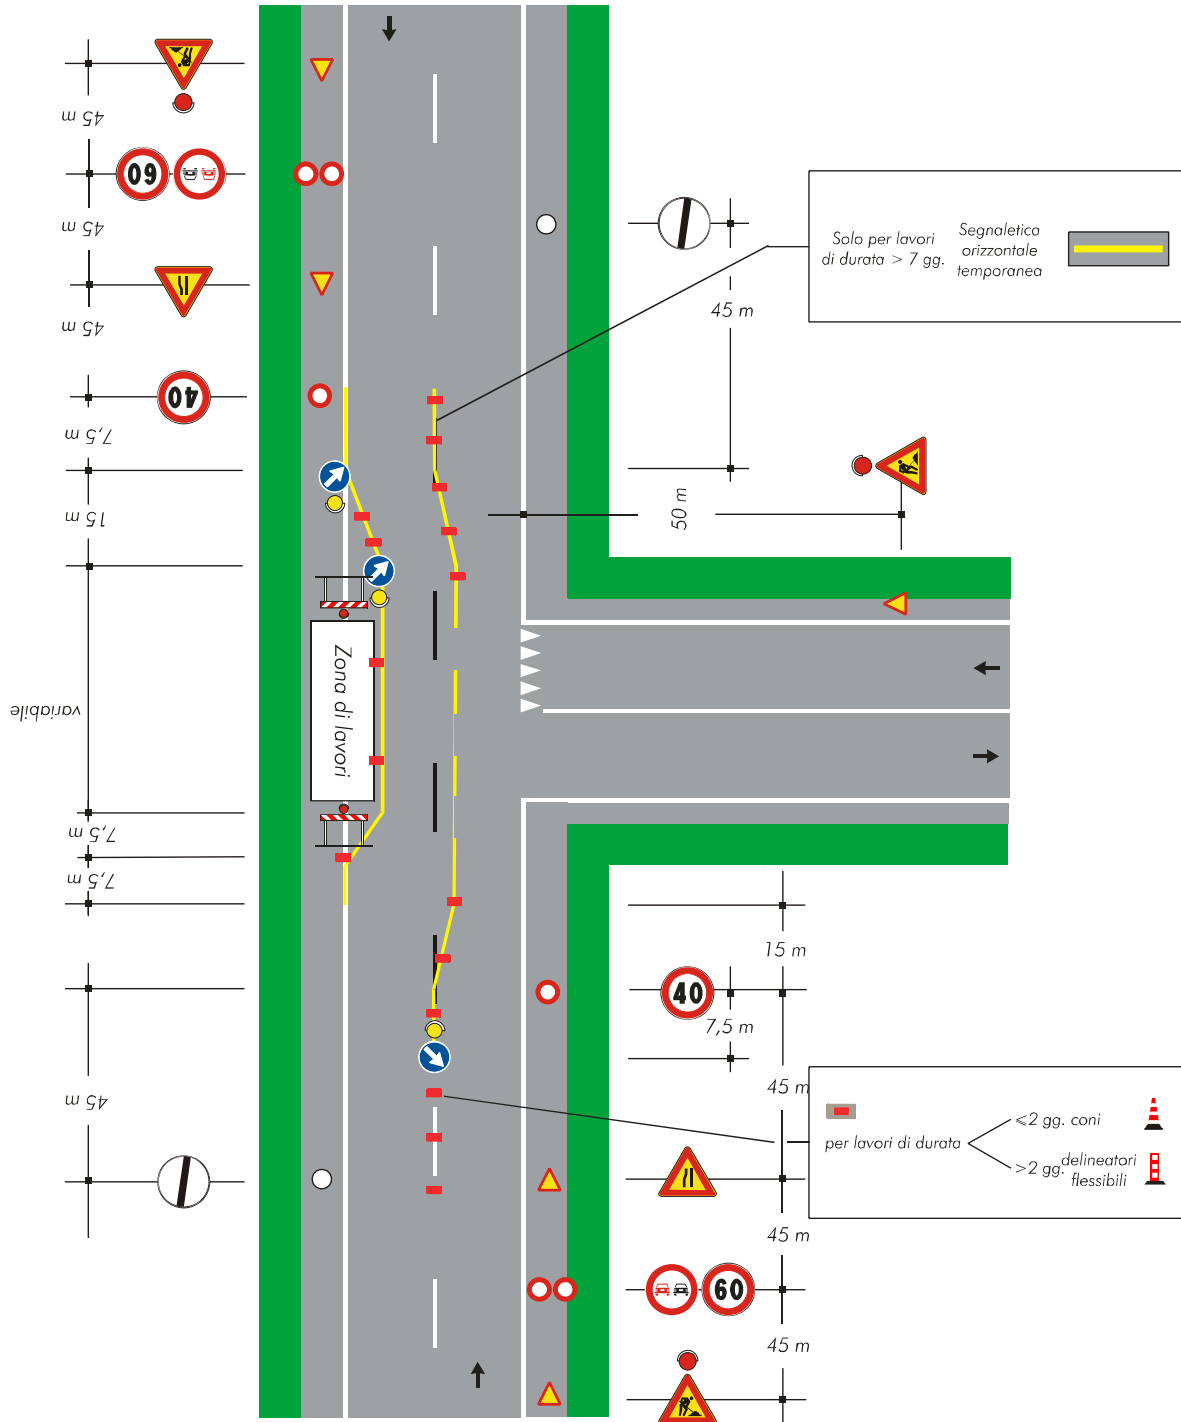 45 m
60
45 m
45 m
40
7,5 m
15 m
variabile
7,5 m
7,5 m
45 m
Zona di lavori
45 m
50 m
Solo per lavori
di durata > 7 gg.
Segnaletica
orizzontale
temporanea
15 m
40
7,5 m
45 m
per lavori di durata
≤2 gg. coni
>2 gg. delineatori
flessibili
45 m
60
45 m